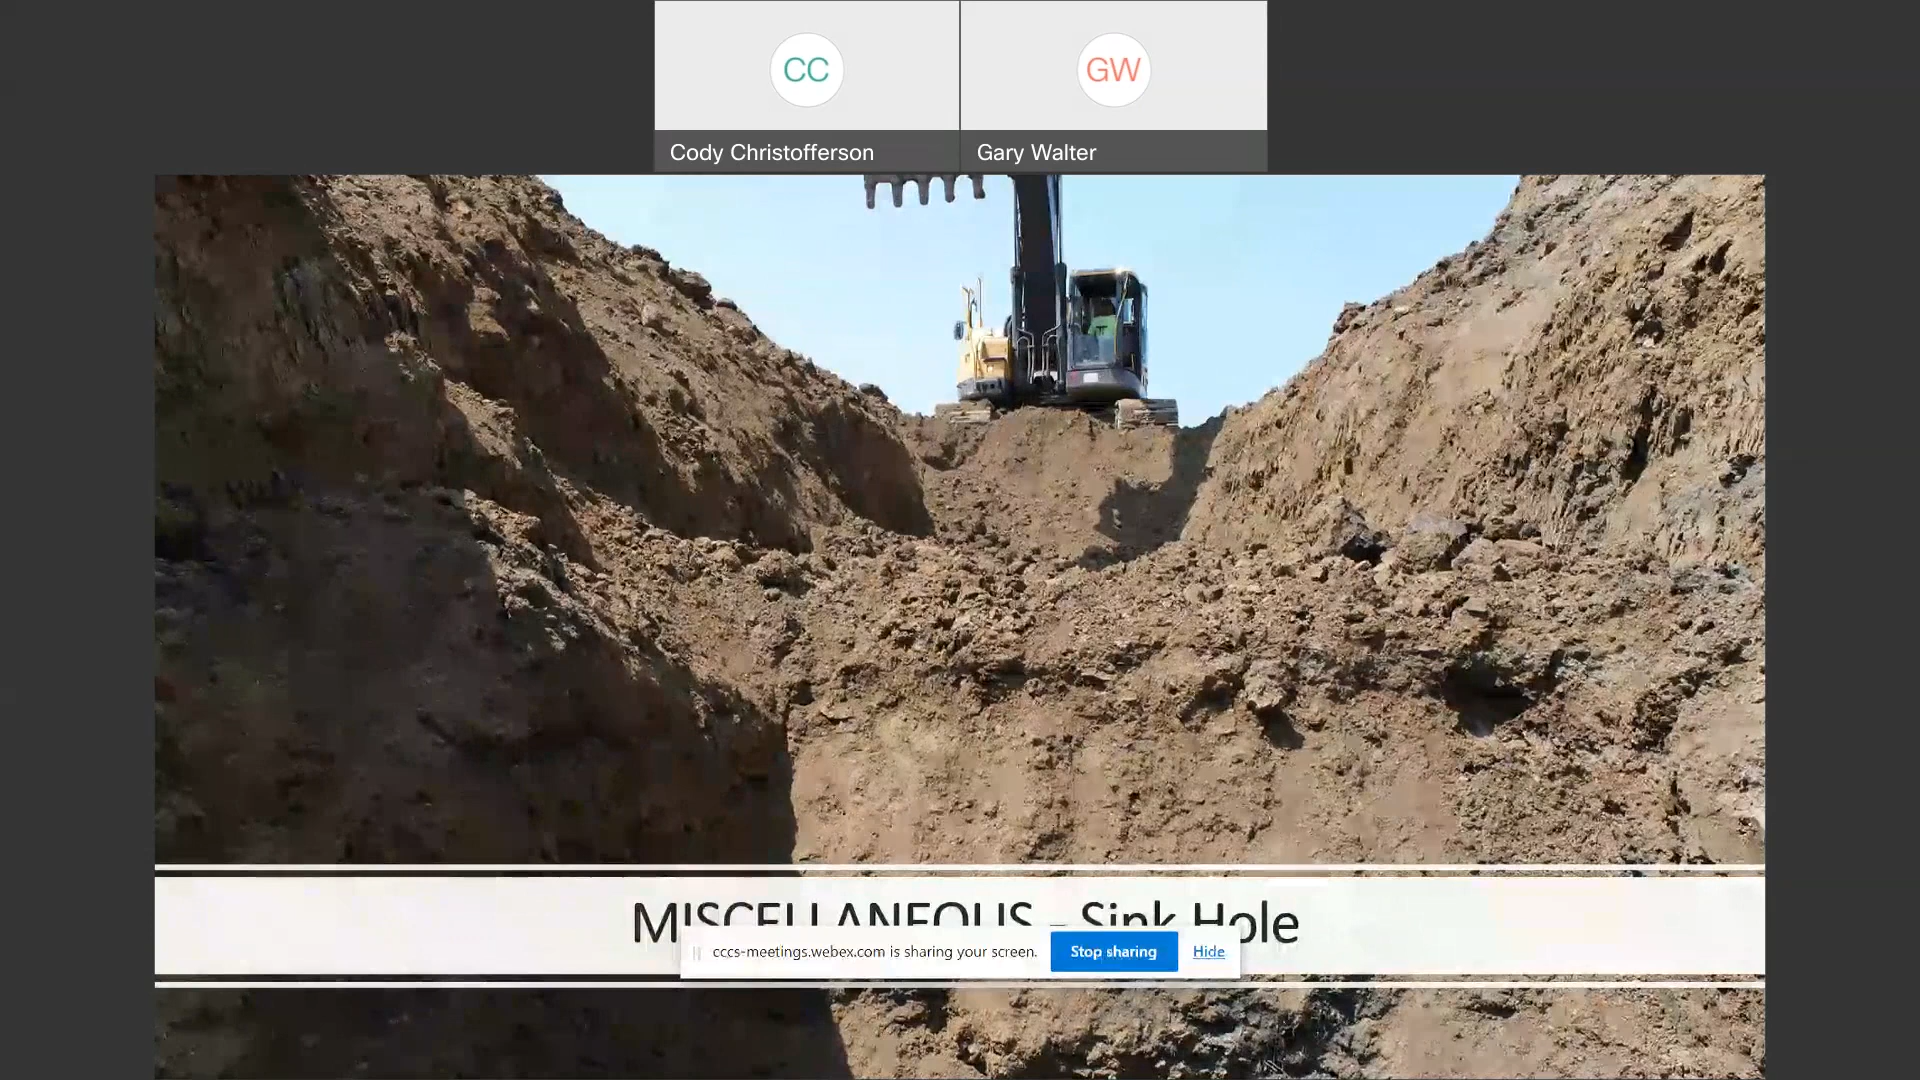 CC
GW
Cody Christofferson
Gary Walter
MISCELLANEOUS - Sink Hole
cccs-meetings.webex.com is sharing your screen.
Stop sharing
Hide